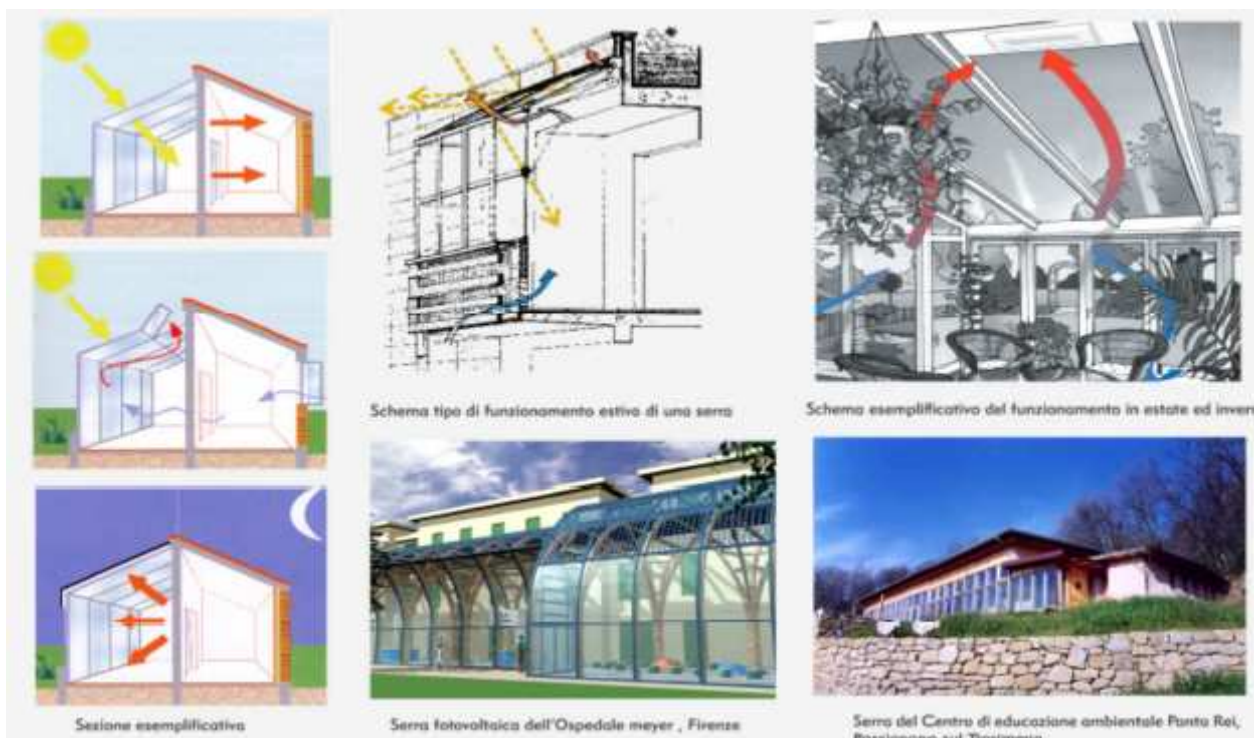 Schema tipo di funzionamento estivo di una serra
Schema esemplificativo del funzionamento in estate ed inver
Sezione esemplificativa
Serra fotovoltaica dell'Ospedale meyer , Firenze
Serra del Centro di educazione ambientale Panta Rei,